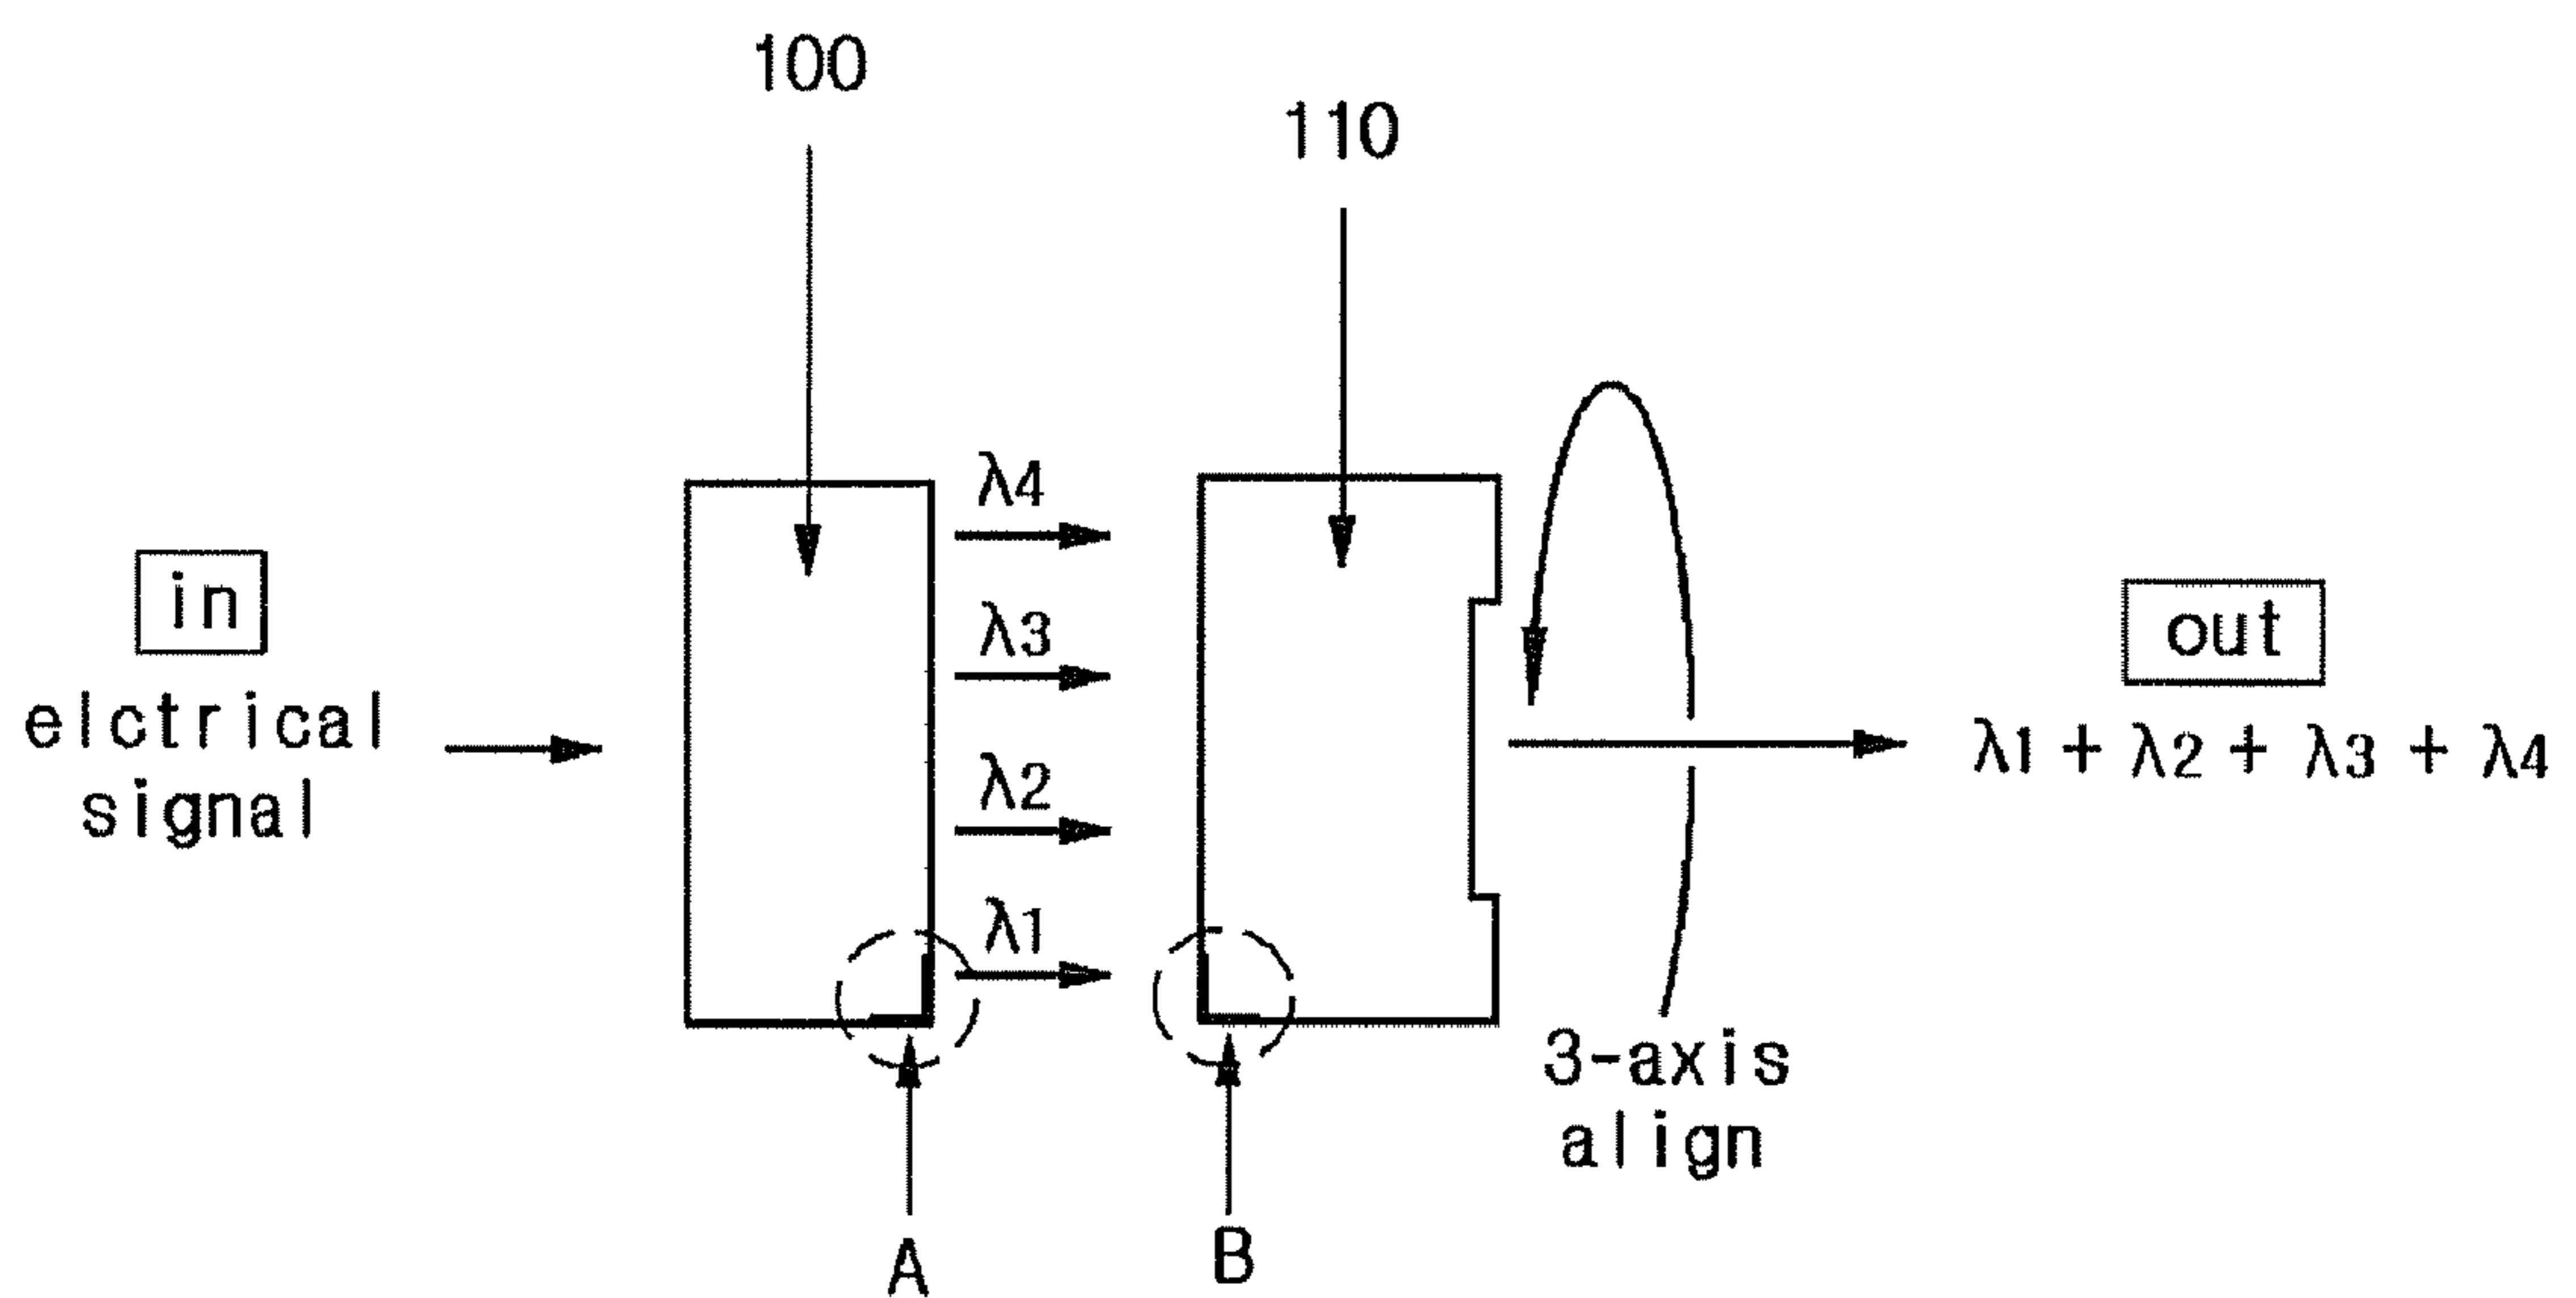 100
110
in
elctrical
signal
λ4
λ3
λ2
λ1
out
λ1 + λ2 + λ3 + λ4
3-axis
align
A
B